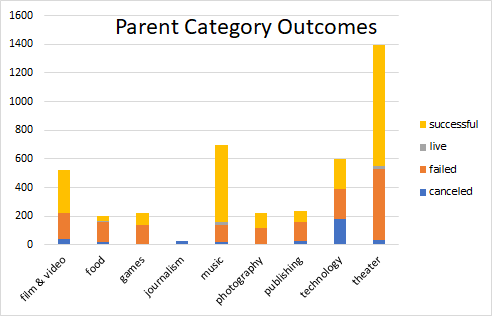 Parent Category Outcomes
1600
1400
1200
1000
800
600
400
200
0
film & video
food
games
journalism
music
photography
publishing
technology
theater
successful
live
failed
canceled